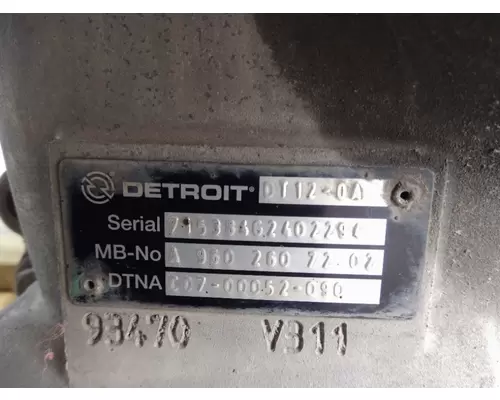 DETROIT DT12-OA
Serial
MB-No A 960 260 72.02
DTNA
93470 V311